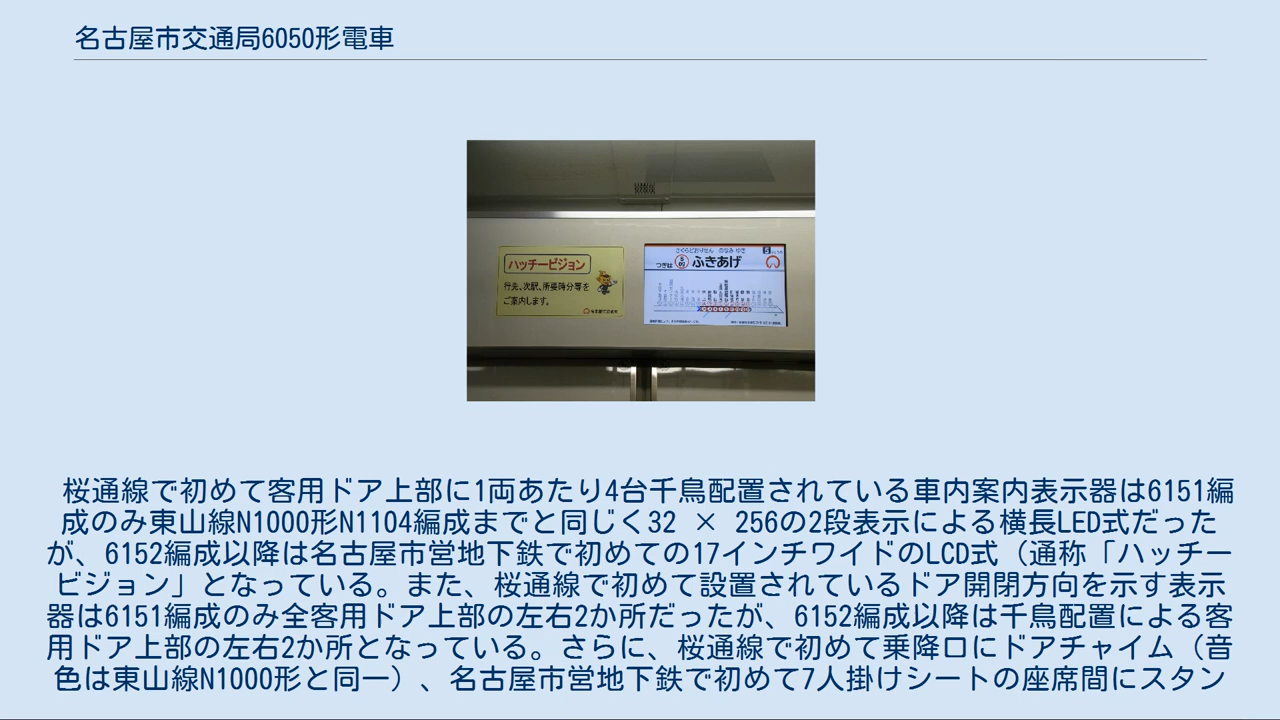 名古屋市交通局6050形電車
ハッチービジョン
行先、次駅、所要時分等を
ご案内します。
さくらどおりせん のなみ ゆき
つぎは ふきあげ
桜通線で初めて客用ドア上部に1両あたり4台千鳥配置されている車内案内表示器は6151編
成のみ東山線N1000形N1104編成までと同じく32 × 256の2段表示による横長LED式だった
が、6152編成以降は名古屋市営地下鉄で初めての17インチワイドのLCD式（通称「ハッチー
ビジョン」となっている。また、桜通線で初めて設置されているドア開閉方向を示す表示
器は6151編成のみ全客用ドア上部の左右2か所だったが、6152編成以降は千鳥配置による客
用ドア上部の左右2か所となっている。さらに、桜通線で初めて乗降口にドアチャイム（音
色は東山線N1000形と同一）、名古屋市営地下鉄で初めて7人掛けシートの座席間にスタン